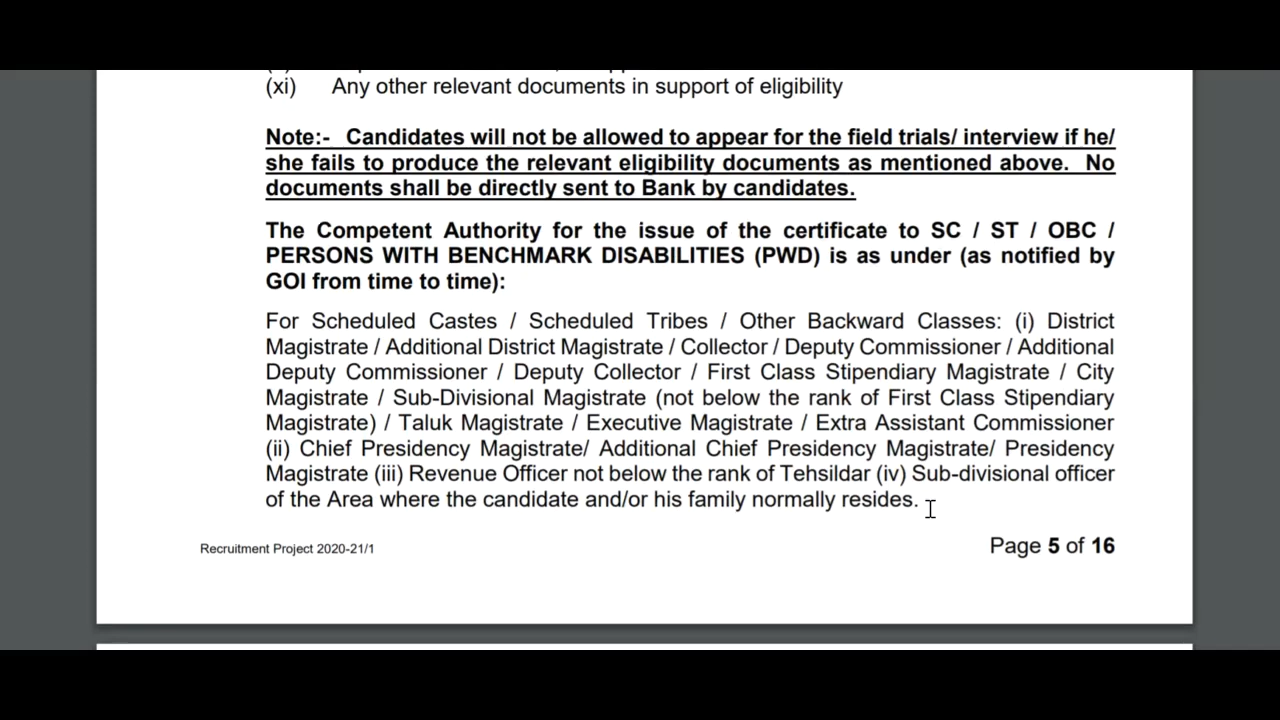 (xi) Any other relevant documents in support of eligibility
Note:- Candidates will not be allowed to appear for the field trials/ interview if he/
she fails to produce the relevant eligibility documents as mentioned above. No
documents shall be directly sent to Bank by candidates.
The Competent Authority for the issue of the certificate to SC / ST / OBC /
PERSONS WITH BENCHMARK DISABILITIES (PWD) is as under (as notified by
GOI from time to time):
For Scheduled Castes / Scheduled Tribes / Other Backward Classes: (i) District
Magistrate / Additional District Magistrate / Collector / Deputy Commissioner / Additional
Deputy Commissioner / Deputy Collector / First Class Stipendiary Magistrate / City
Magistrate / Sub-Divisional Magistrate (not below the rank of First Class Stipendiary
Magistrate) / Taluk Magistrate / Executive Magistrate / Extra Assistant Commissioner
(ii) Chief Presidency Magistrate/ Additional Chief Presidency Magistrate/ Presidency
Magistrate (iii) Revenue Officer not below the rank of Tehsildar (iv) Sub-divisional officer
of the Area where the candidate and/or his family normally resides.
Recruitment Project 2020-21/1
Page 5 of 16